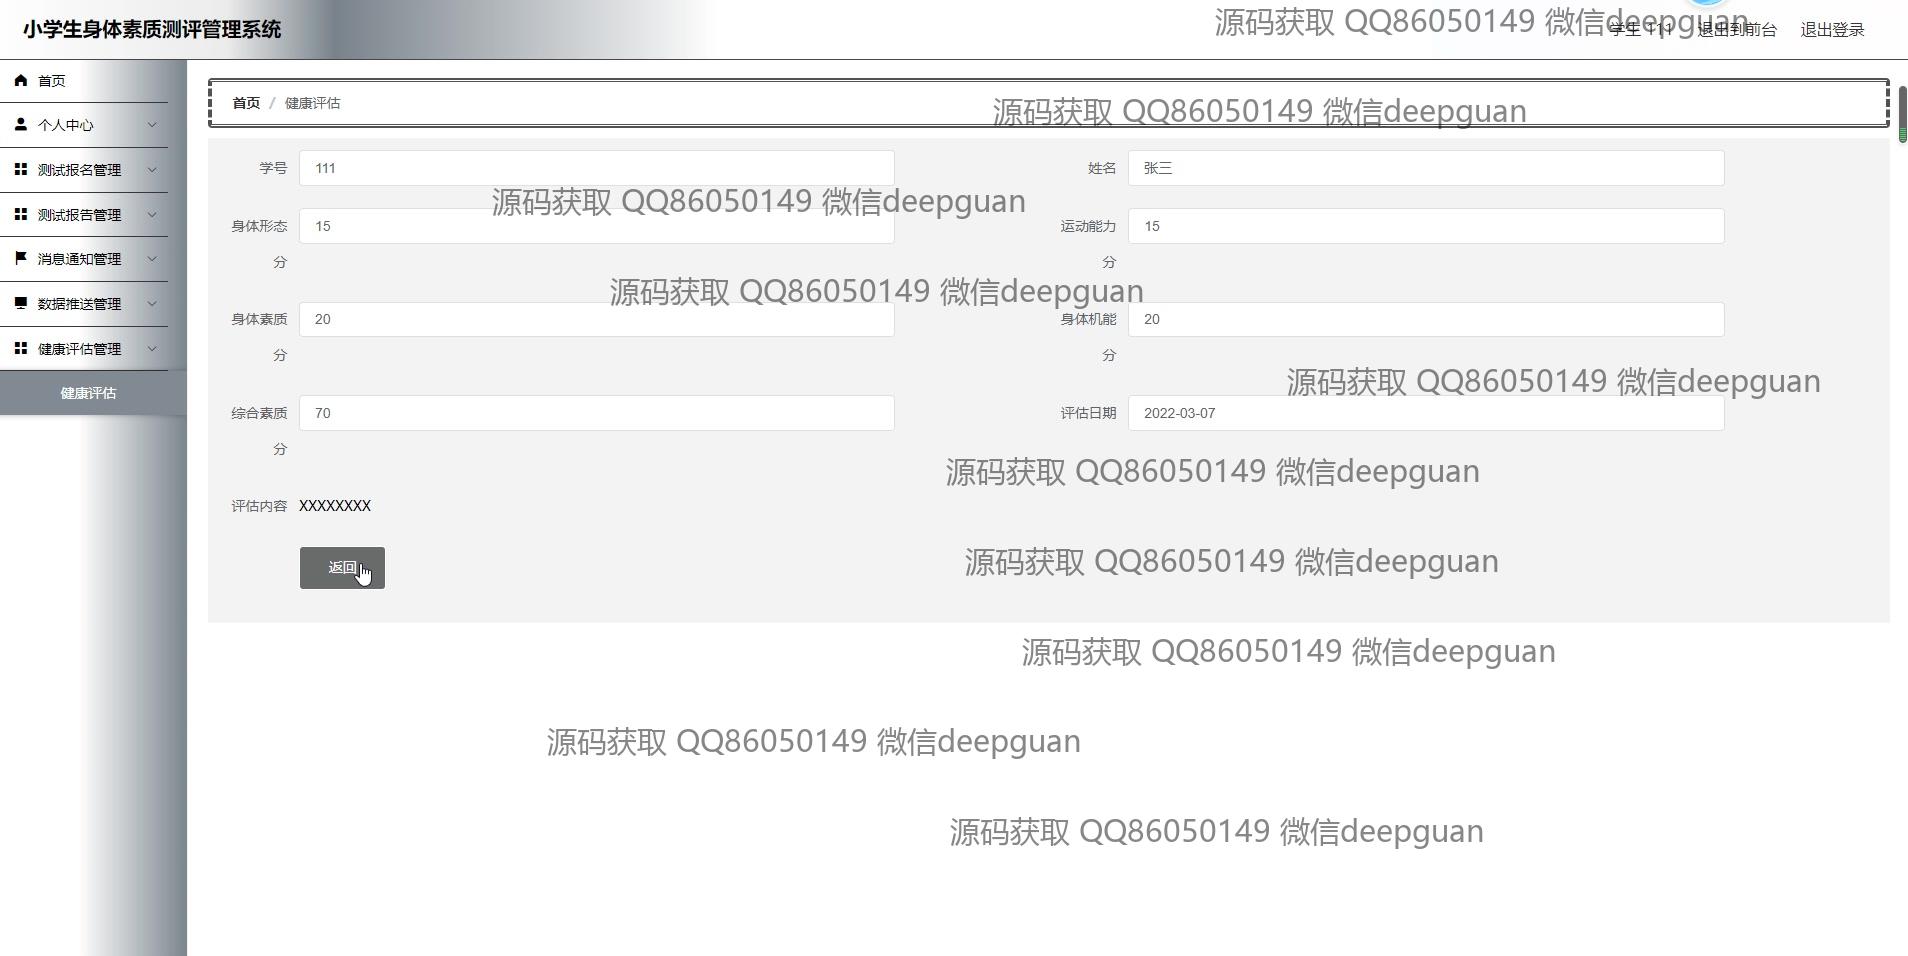 小学生身体素质测评管理系统
源码获取 QQ86050149 微信deepguan
学生 111 退出到前台 退出登录
首页
个人中心
测试报名管理
测试报告管理
消息通知管理
数据推送管理
健康评估管理
健康评估
首页 / 健康评估
源码获取 QQ86050149 微信deepguan
学号 111 姓名 张三
源码获取 QQ86050149 微信deepguan
身体形态 15 运动能力 15
分 分
源码获取 QQ86050149 微信deepguan
身体素质 20 身体机能 20
分 分
源码获取 QQ86050149 微信deepguan
综合素质 70 评估日期 2022-03-07
分
源码获取 QQ86050149 微信deepguan
评估内容 XXXXXXXX
源码获取 QQ86050149 微信deepguan
返回
源码获取 QQ86050149 微信deepguan
源码获取 QQ86050149 微信deepguan
源码获取 QQ86050149 微信deepguan